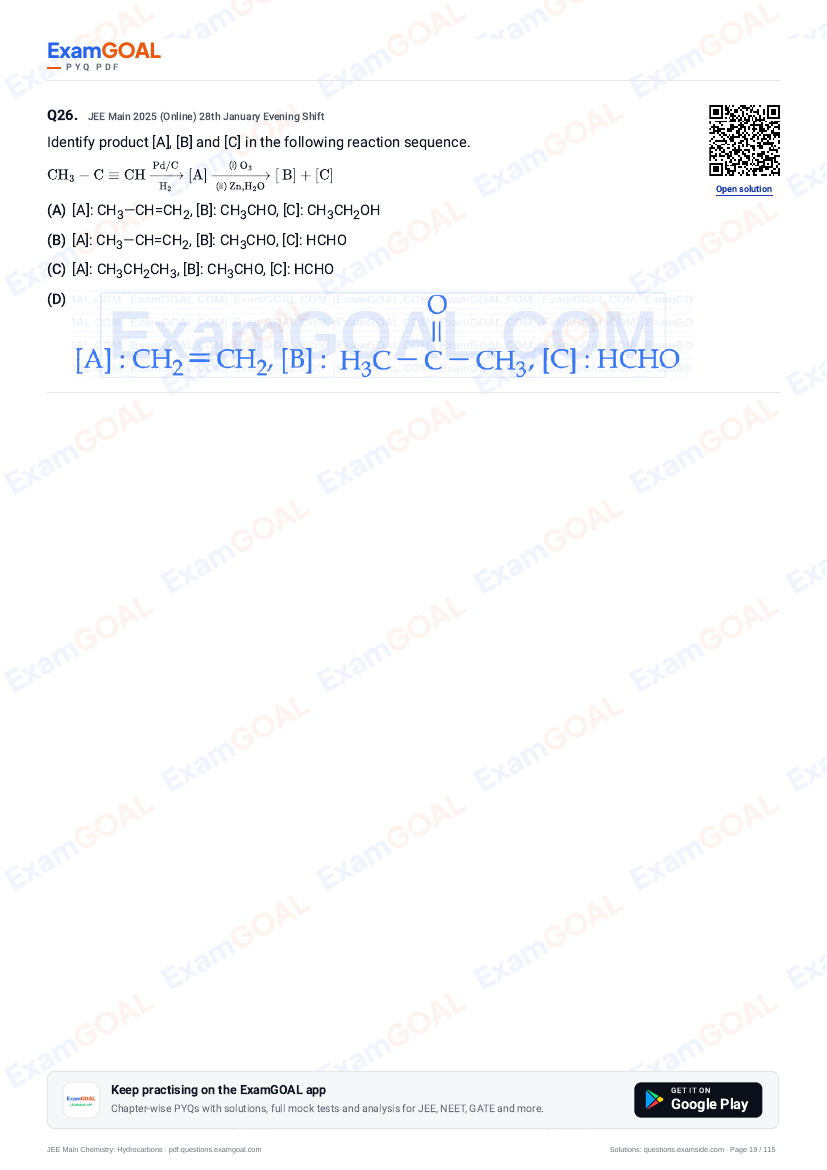 ExamGOAL
PYQ PDF
Q26. JEE Main 2025 (Online) 28th January Evening Shift
Identify product [A], [B] and [C] in the following reaction sequence.
CH₃ − C ≡ CH \xrightarrow[H₂]{Pd/C} [A] \xrightarrow[(ii) Zn,H₂O]{(i) O₃} [ B] + [C]
Open solution
(A) [A]: CH₃−CH=CH₂, [B]: CH₃CHO, [C]: CH₃CH₂OH
(B) [A]: CH₃−CH=CH₂, [B]: CH₃CHO, [C]: HCHO
(C) [A]: CH₃CH₂CH₃, [B]: CH₃CHO, [C]: HCHO
(D)
O
||
[A] : CH₂=CH₂, [B] : H₃C − C − CH₃, [C] : HCHO
Keep practising on the ExamGOAL app
Chapter-wise PYQs with solutions, full mock tests and analysis for JEE, NEET, GATE and more.
GET IT ON
Google Play
JEE Main Chemistry: Hydrocarbons · pdf.questions.examgoal.com
Solutions: questions.examside.com · Page 19 / 115